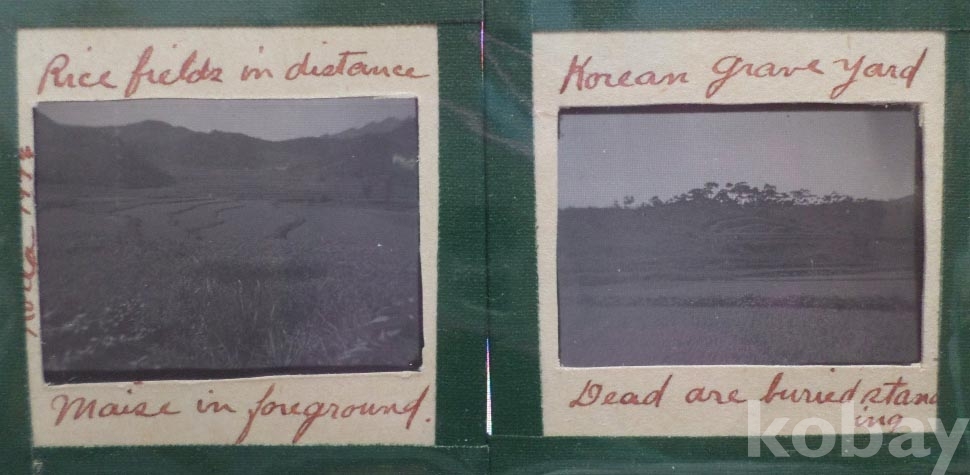 Rice fields in distance
Maise in foreground.
Korean Grave Yard
Dead are buried stand
ing
kobay